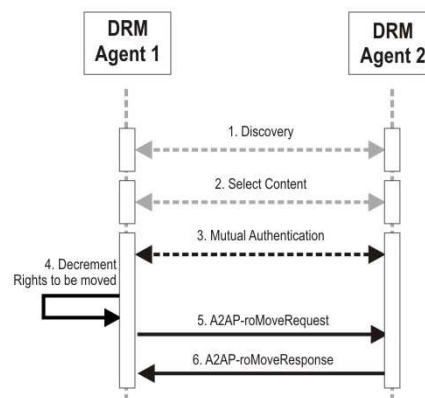 DRM
Agent 1
DRM
Agent 2
1. Discovery
2. Select Content
3. Mutual Authentication
4. Decrement
Rights to be moved
5. A2AP-roMoveRequest
6. A2AP-roMoveResponse